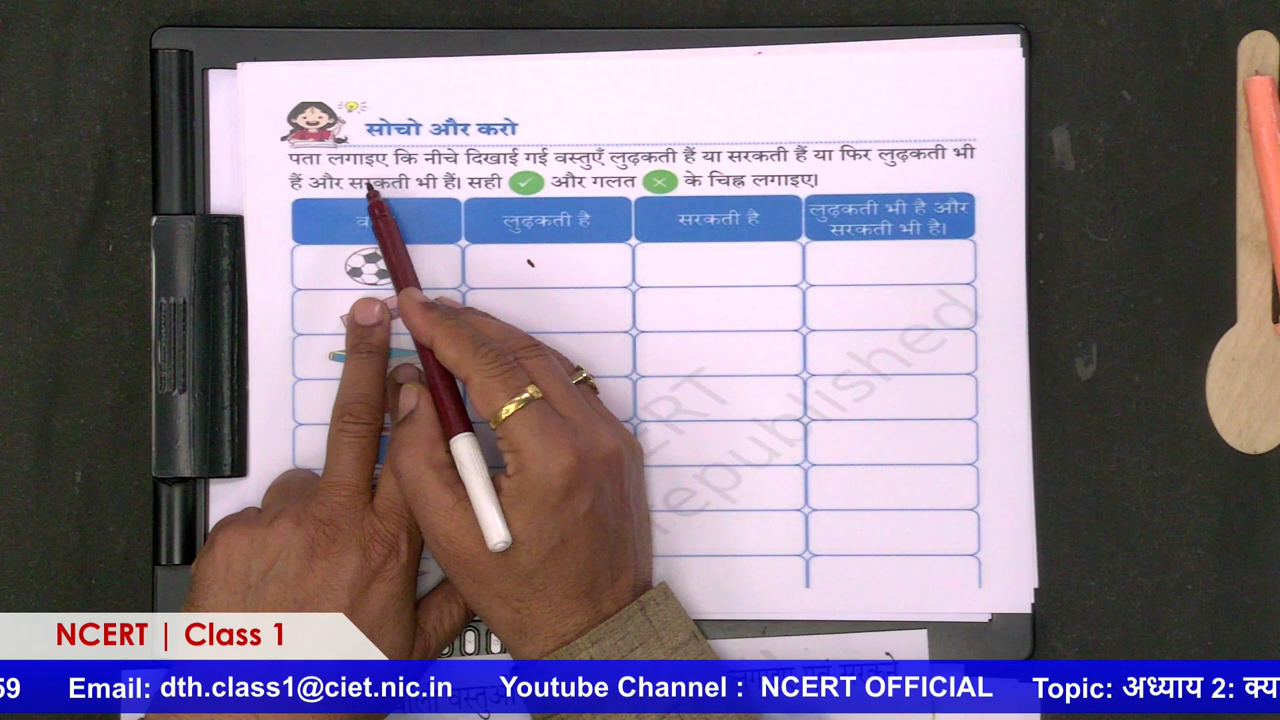 सोचो और करो
पता लगाइए कि नीचे दिखाई गई वस्तुएँ लुढ़कती हैं या सरकती हैं या फिर लुढ़कती भी
हैं और सरकती भी हैं। सही ✓ और गलत ✗ के चिह्न लगाइए।
लुढ़कती है
सरकती है
लुढ़कती भी है और
सरकती भी है।
republished
NCERT | Class 1
59 Email: dth.class1@ciet.nic.in Youtube Channel : NCERT OFFICIAL Topic: अध्याय 2: क्या